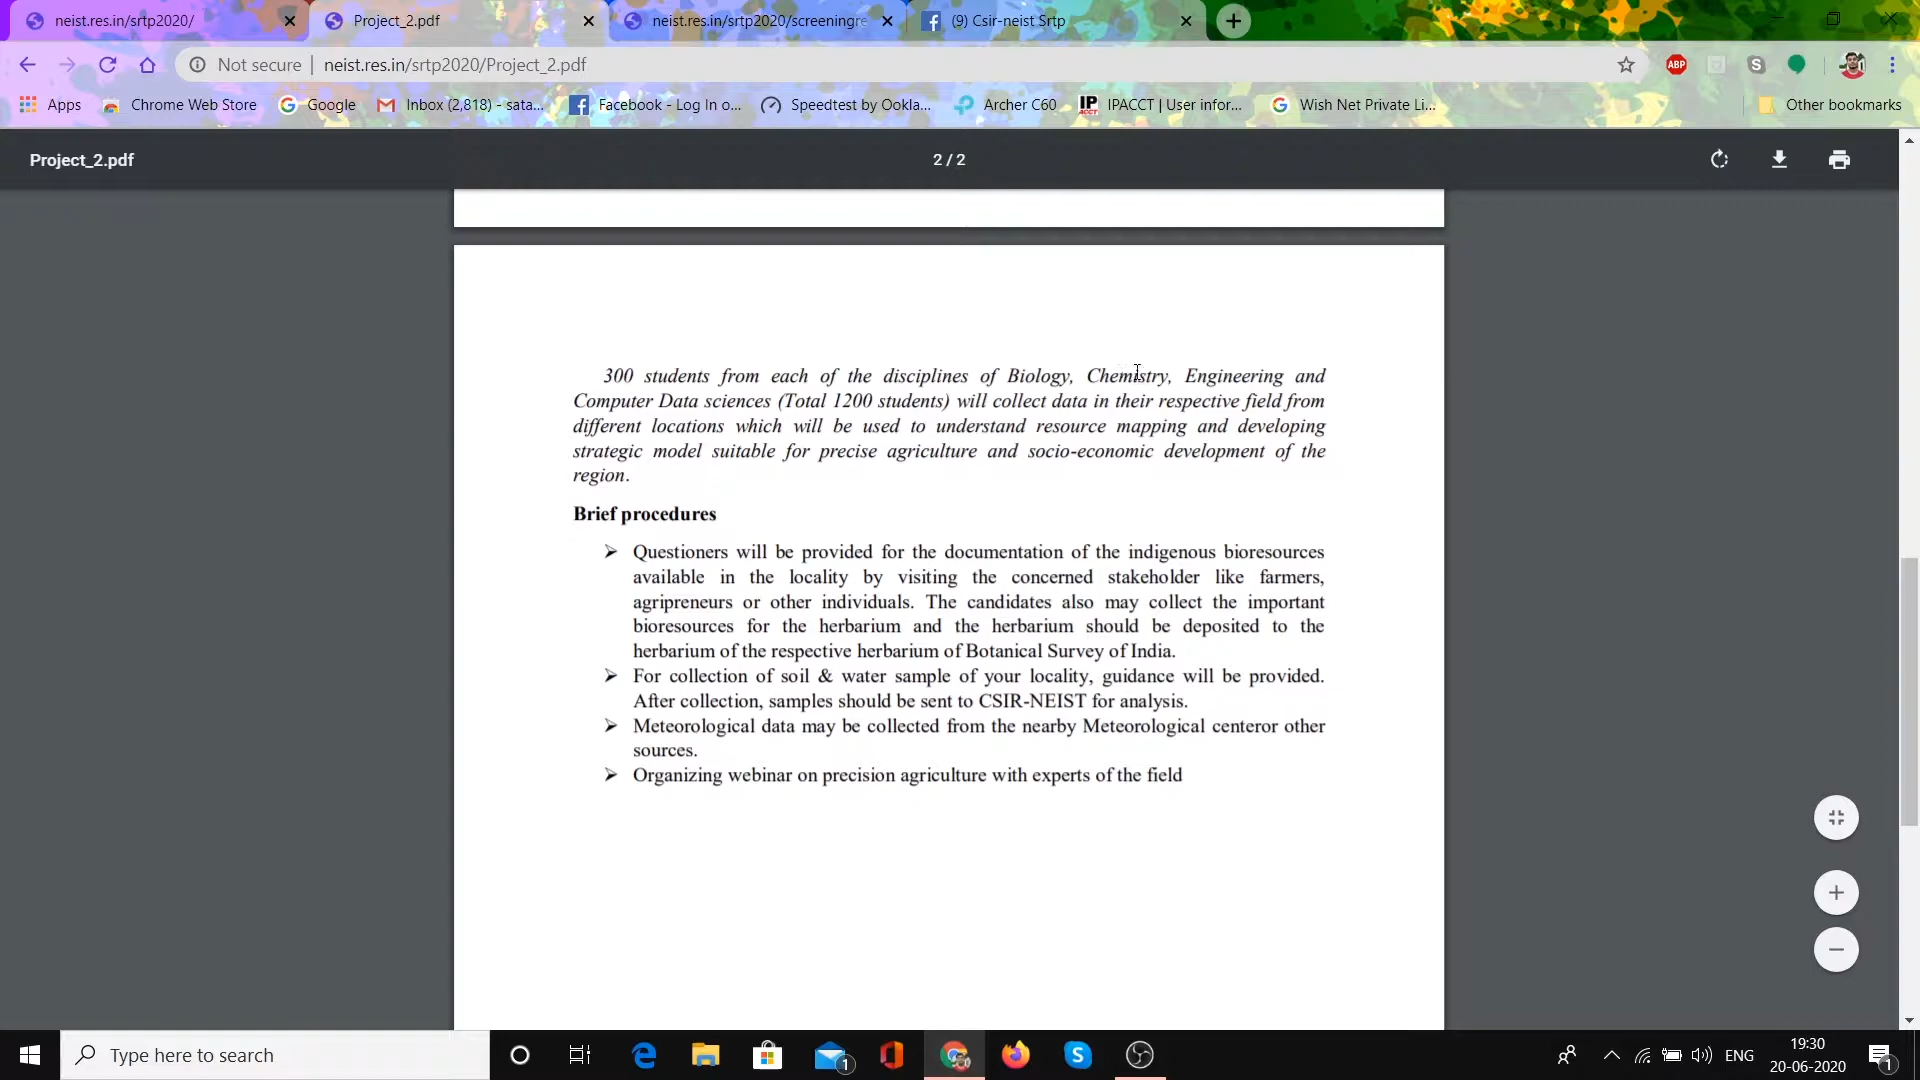 neist.res.in/srtp2020/
Project_2.pdf
neist.res.in/srtp2020/screeningre
(9) Csir-neist Srtp
Not secure | neist.res.in/srtp2020/Project_2.pdf
ABP
S
Apps
Chrome Web Store
Google
Inbox (2,818) - sata...
Facebook - Log In o...
Speedtest by Ookla...
Archer C60
IP
ACCT
IPACCT | User infor...
Wish Net Private Li...
Other bookmarks
Project_2.pdf
2 / 2
300 students from each of the disciplines of Biology, Chemistry, Engineering and
Computer Data sciences (Total 1200 students) will collect data in their respective field from
different locations which will be used to understand resource mapping and developing
strategic model suitable for precise agriculture and socio-economic development of the
region.
Brief procedures
➢ Questioners will be provided for the documentation of the indigenous bioresources
available in the locality by visiting the concerned stakeholder like farmers,
agripreneurs or other individuals. The candidates also may collect the important
bioresources for the herbarium and the herbarium should be deposited to the
herbarium of the respective herbarium of Botanical Survey of India.
➢ For collection of soil & water sample of your locality, guidance will be provided.
After collection, samples should be sent to CSIR-NEIST for analysis.
➢ Meteorological data may be collected from the nearby Meteorological centeror other
sources.
➢ Organizing webinar on precision agriculture with experts of the field
Type here to search
1
ENG
19:30
20-06-2020
1